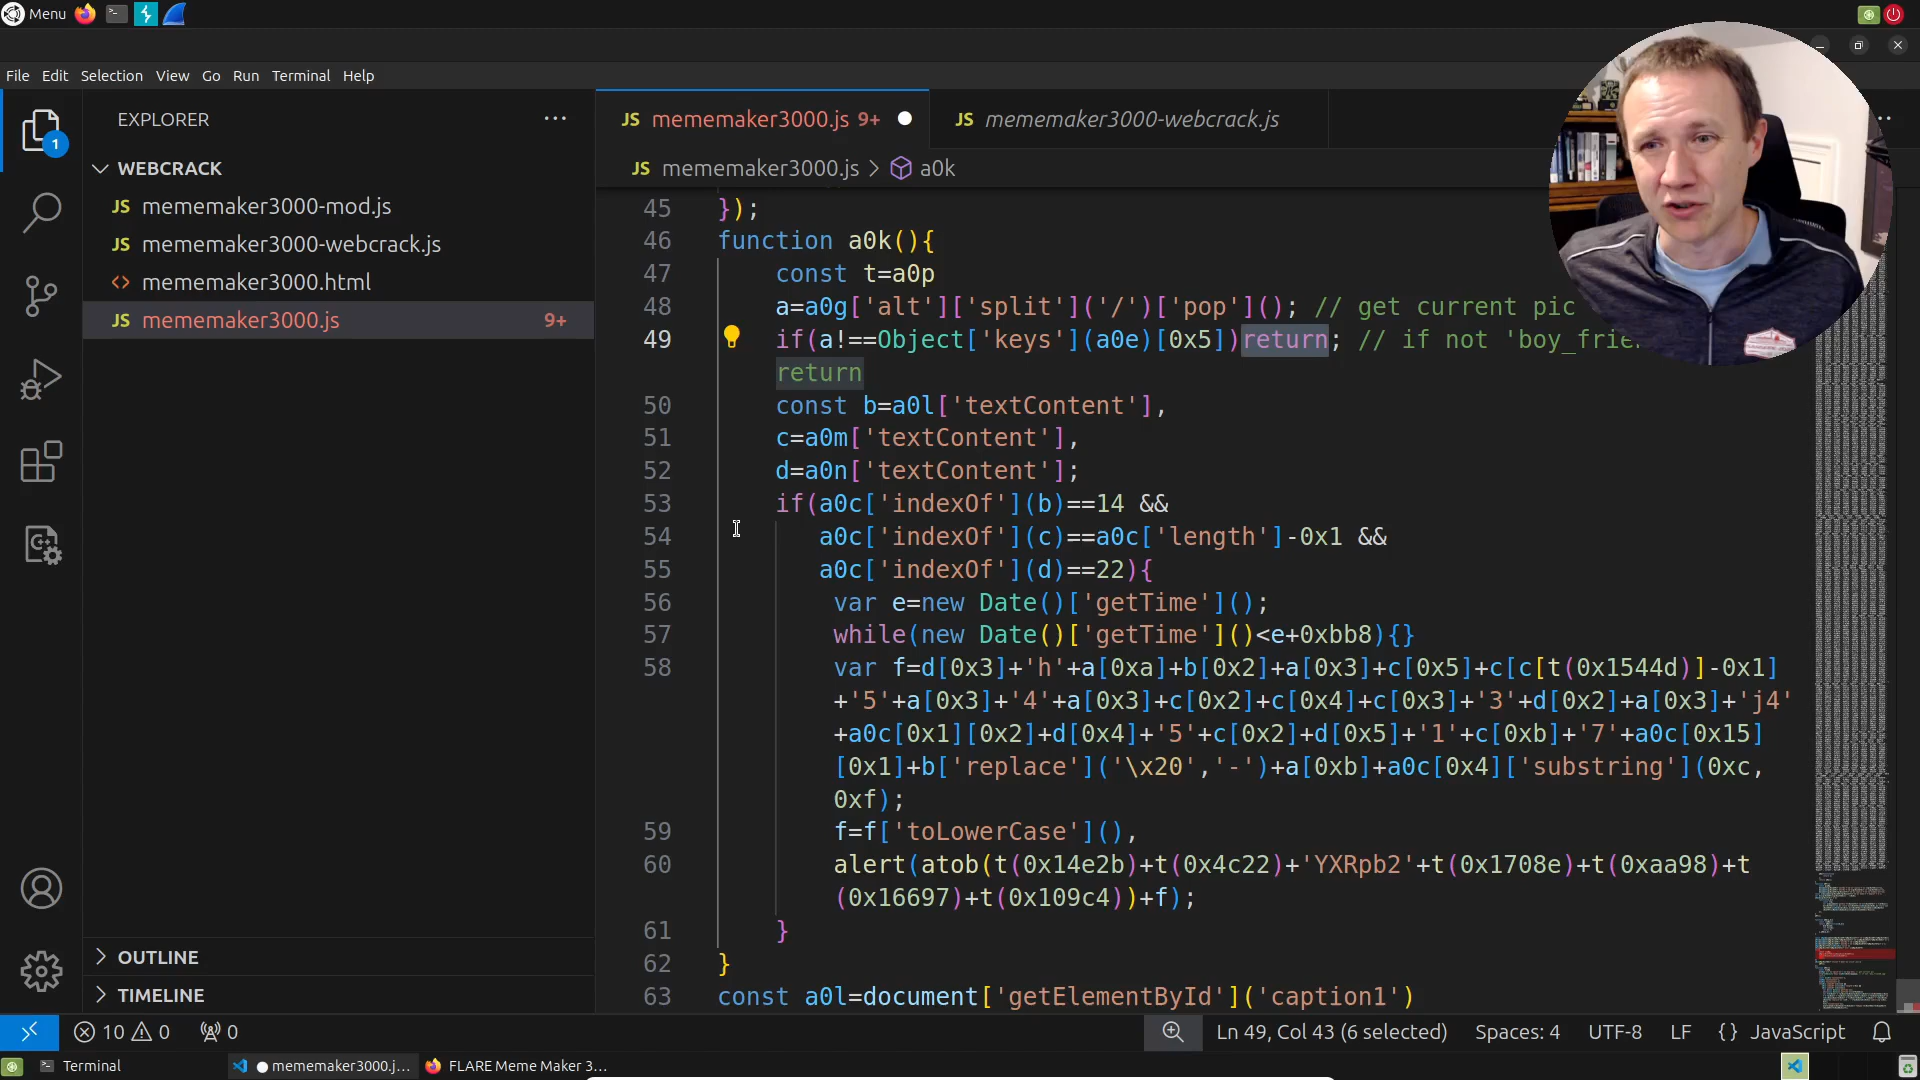 Menu
File Edit Selection View Go Run Terminal Help
EXPLORER
WEBCRACK
JS mememaker3000-mod.js
JS mememaker3000-webcrack.js
<> mememaker3000.html
JS mememaker3000.js 9+
OUTLINE
TIMELINE
1
JS mememaker3000.js 9+
JS mememaker3000-webcrack.js
JS mememaker3000.js > a0k
45 });
46 function a0k(){
47 const t=a0p
48 a=a0g['alt']['split']('/')['pop'](); // get current pic
49 if(a!==Object['keys'](a0e)[0x5])return; // if not 'boy_frie
return
50 const b=a0l['textContent'],
51 c=a0m['textContent'],
52 d=a0n['textContent'];
53 if(a0c['indexOf'](b)==14 &&
54 a0c['indexOf'](c)==a0c['length']-0x1 &&
55 a0c['indexOf'](d)==22){
56 var e=new Date()['getTime']();
57 while(new Date()['getTime']()<e+0xbb8){}
58 var f=d[0x3]+'h'+a[0xa]+b[0x2]+a[0x3]+c[0x5]+c[c[t(0x1544d)]-0x1]
+'5'+a[0x3]+'4'+a[0x3]+c[0x2]+c[0x4]+c[0x3]+'3'+d[0x2]+a[0x3]+'j4'
+a0c[0x1][0x2]+d[0x4]+'5'+c[0x2]+d[0x5]+'1'+c[0xb]+'7'+a0c[0x15]
[0x1]+b['replace']('\x20','-')+a[0xb]+a0c[0x4]['substring'](0xc,
0xf);
59 f=f['toLowerCase'](),
60 alert(atob(t(0x14e2b)+t(0x4c22)+'YXRpb2'+t(0x1708e)+t(0xaa98)+t
(0x16697)+t(0x109c4))+f);
61 }
62 }
63 const a0l=document['getElementById']('caption1')
10 0 0
Ln 49, Col 43 (6 selected) Spaces: 4 UTF-8 LF {} JavaScript
Terminal mememaker3000.j... FLARE Meme Maker 3...